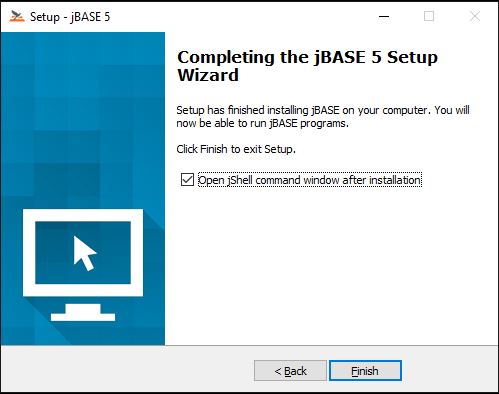 Setup - jBASE 5
Completing the jBASE 5 Setup
Wizard
Setup has finished installing jBASE on your computer. You will
now be able to run jBASE programs.
Click Finish to exit Setup.
Open jShell command window after installation
< Back
Finish